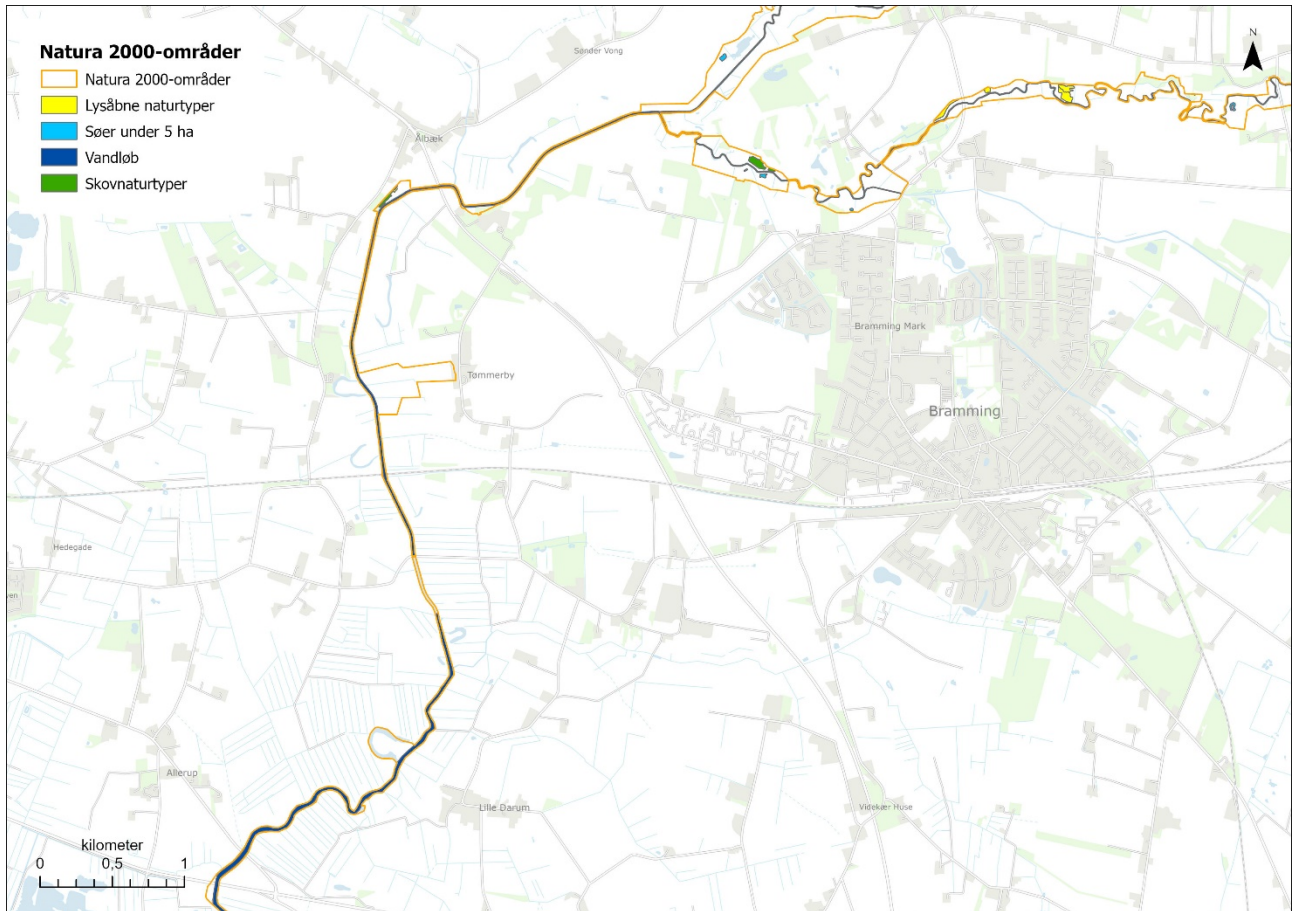 Natura 2000-områder
Natura 2000-områder
Lysåbne naturtyper
Søer under 5 ha
Vandløb
Skovnaturtyper
N
Sønder Vong
Ålbæk
Bramming Mark
Tømmerby
Bramming
Hedegade
ven
Allerup
Lille Darum
Videkær Huse
kilometer
0 0,5 1